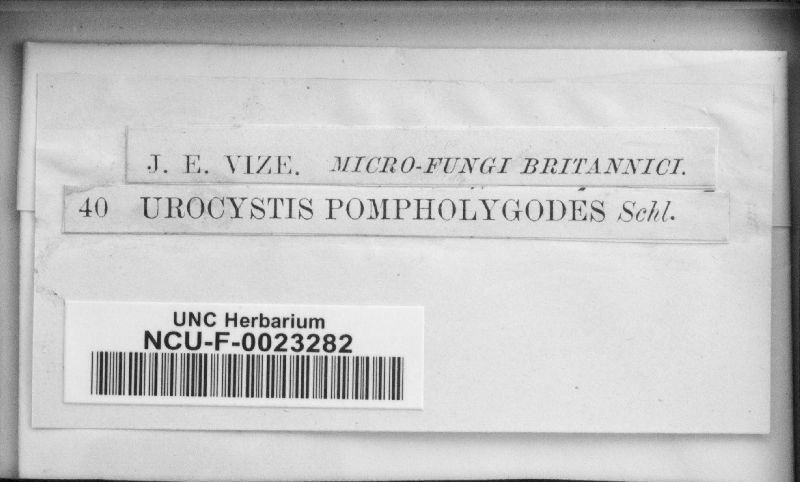 J. E. VIZE. MICRO-FUNGI BRITANNICI.
40 UROCYSTIS POMPHOLYGODES Schl.
UNC Herbarium
NCU-F-0023282